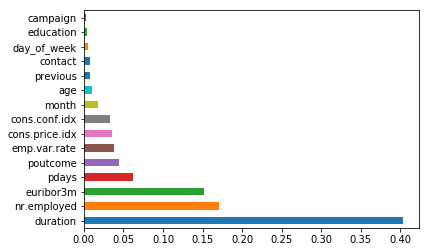 campaign
education
day_of_week
contact
previous
age
month
cons.conf.idx
cons.price.idx
emp.var.rate
poutcome
pdays
euribor3m
nr.employed
duration
0.00 0.05 0.10 0.15 0.20 0.25 0.30 0.35 0.40